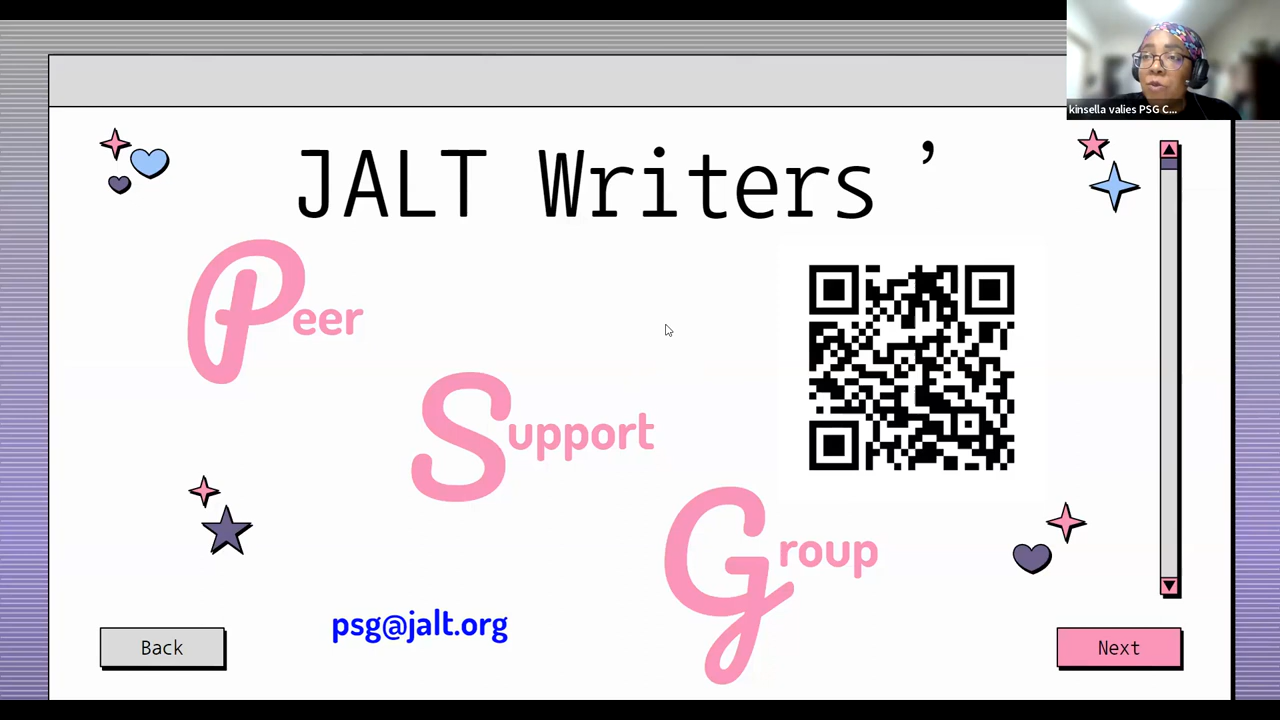 kinsella valies PSG C...
JALT Writers ’
Peer
Support
Group
psg@jalt.org
Back
Next